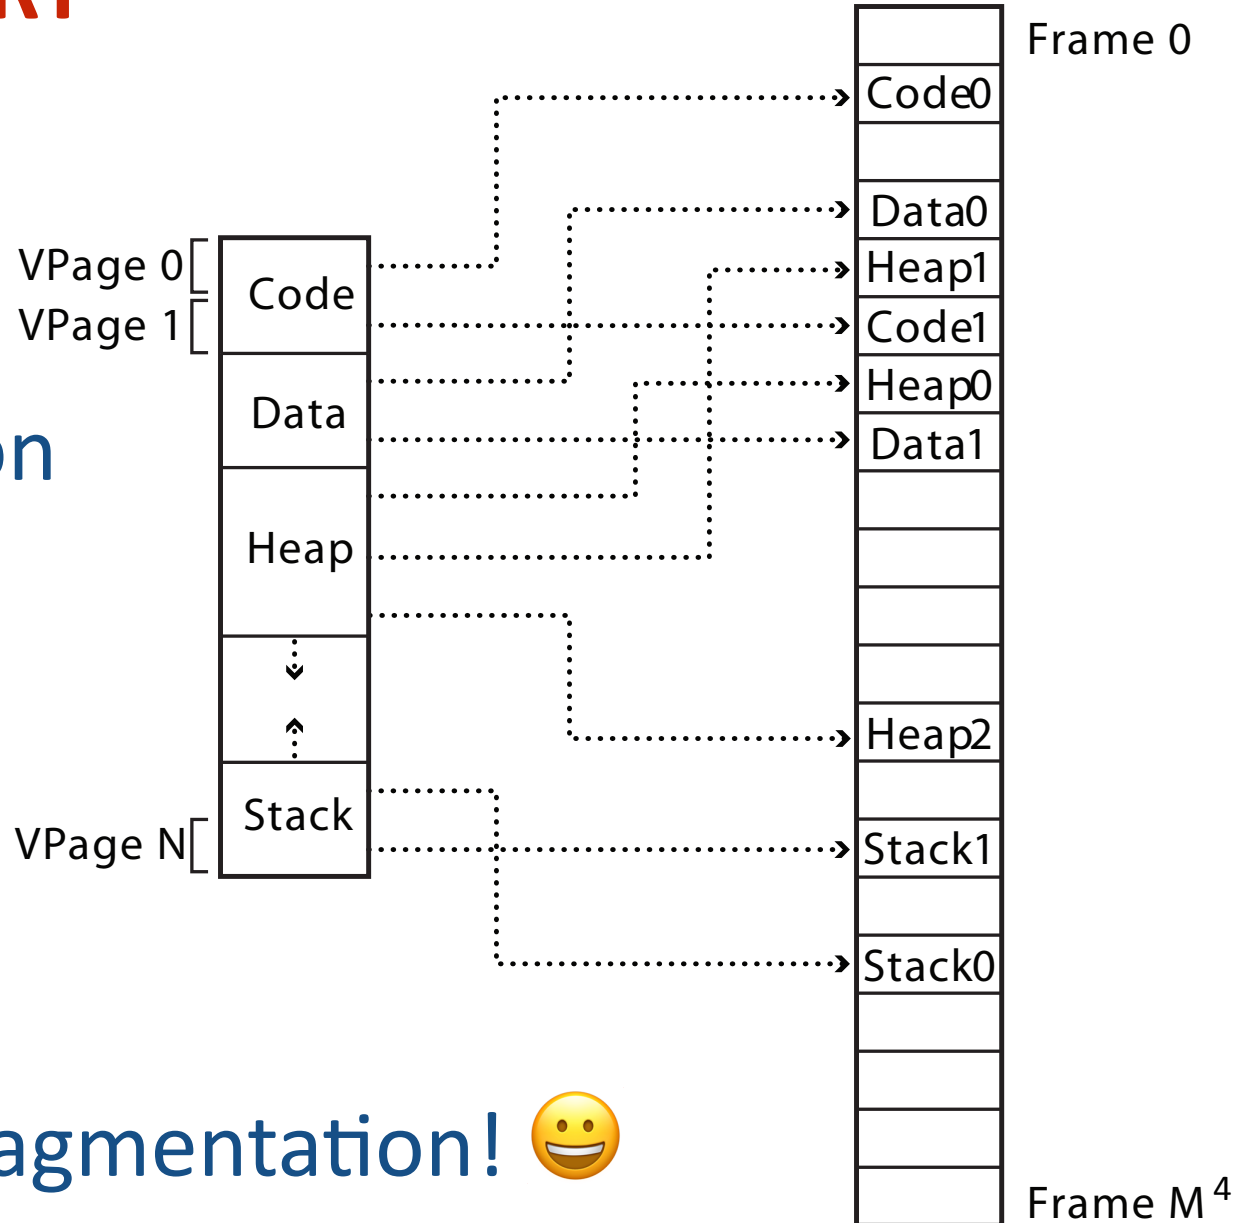 Frame 0
Code0
Data0
VPage 0
Code
Heap1
VPage 1
Code1
Heap0
Data
Data1
Heap
Heap2
Stack
VPage N
Stack1
Stack0
agmentation! 😀
Frame M
4